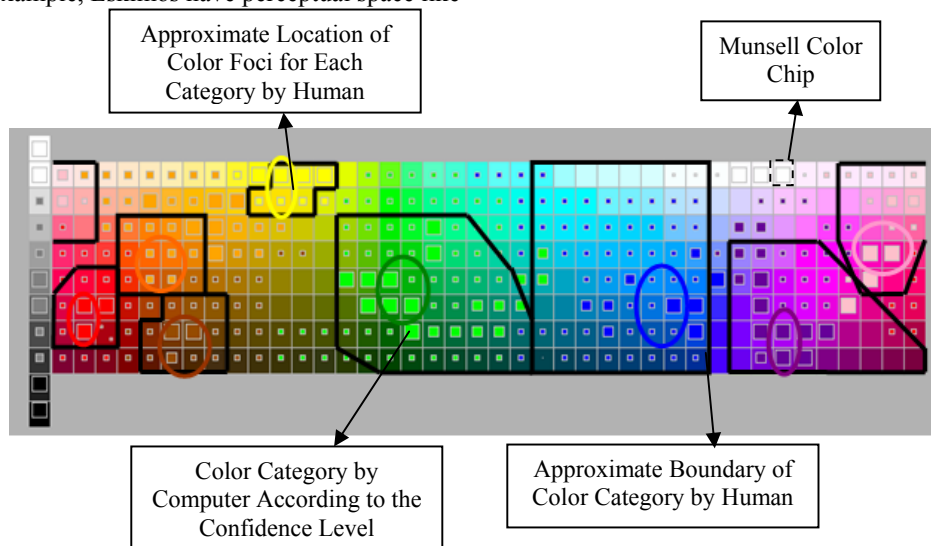 Approximate Location of
Color Foci for Each
Category by Human
Munsell Color
Chip
Color Category by
Computer According to the
Confidence Level
Approximate Boundary of
Color Category by Human